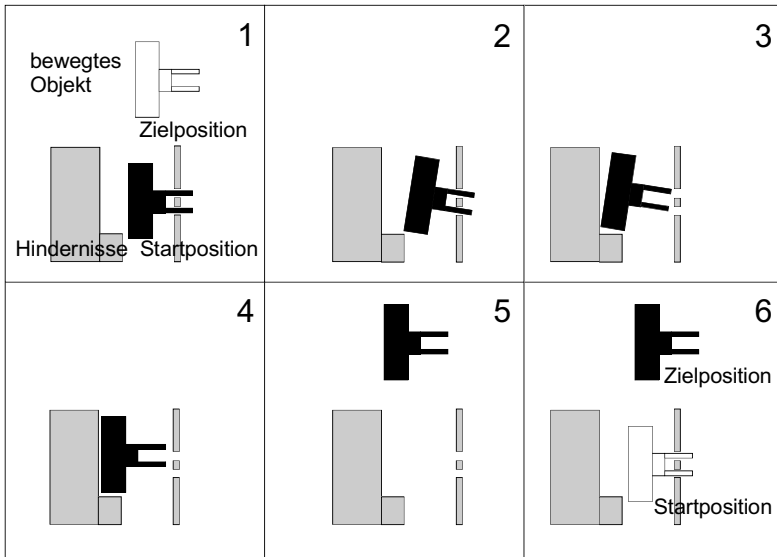 1
bewegtes
Objekt
Zielposition
Hindernisse Startposition
2
3
4
5
6
Zielposition
Startposition